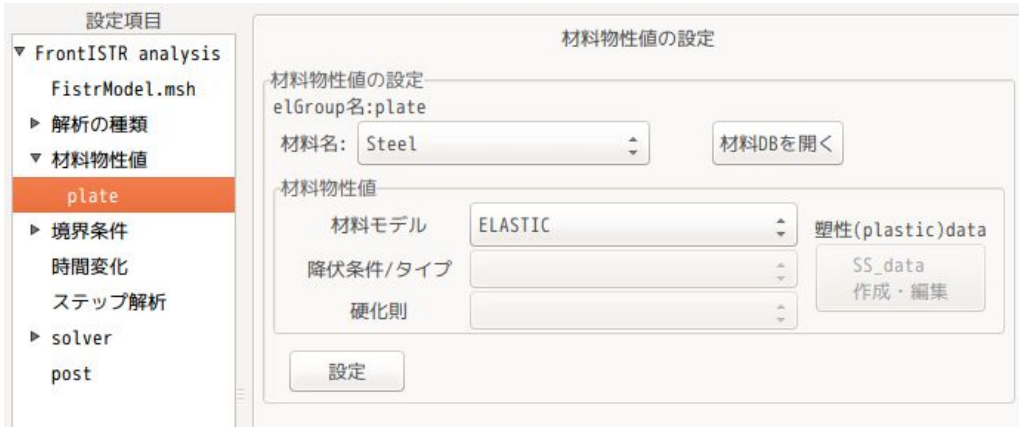 設定項目
FrontISTR analysis
FistrModel.msh
解析の種類
材料物性値
plate
境界条件
時間変化
ステップ解析
solver
post
材料物性値の設定
材料物性値の設定
elGroup名:plate
材料名: Steel 材料DBを開く
材料物性値
材料モデル ELASTIC 塑性(plastic)data
降伏条件/タイプ SS_data
作成・編集
硬化則
設定